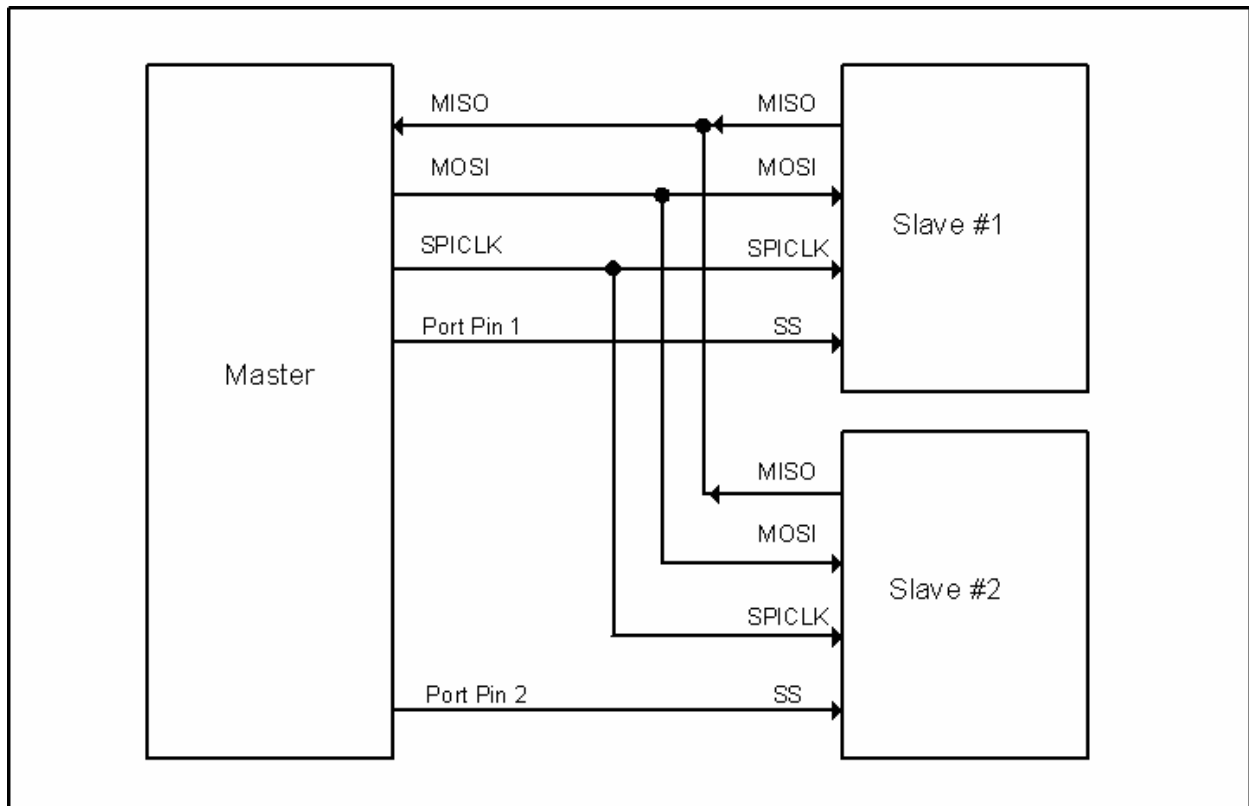 MISO MISO
MOSI MOSI
Slave #1
SPICLK SPICLK
Port Pin 1 SS
Master
MISO
MOSI
Slave #2
SPICLK
Port Pin 2 SS